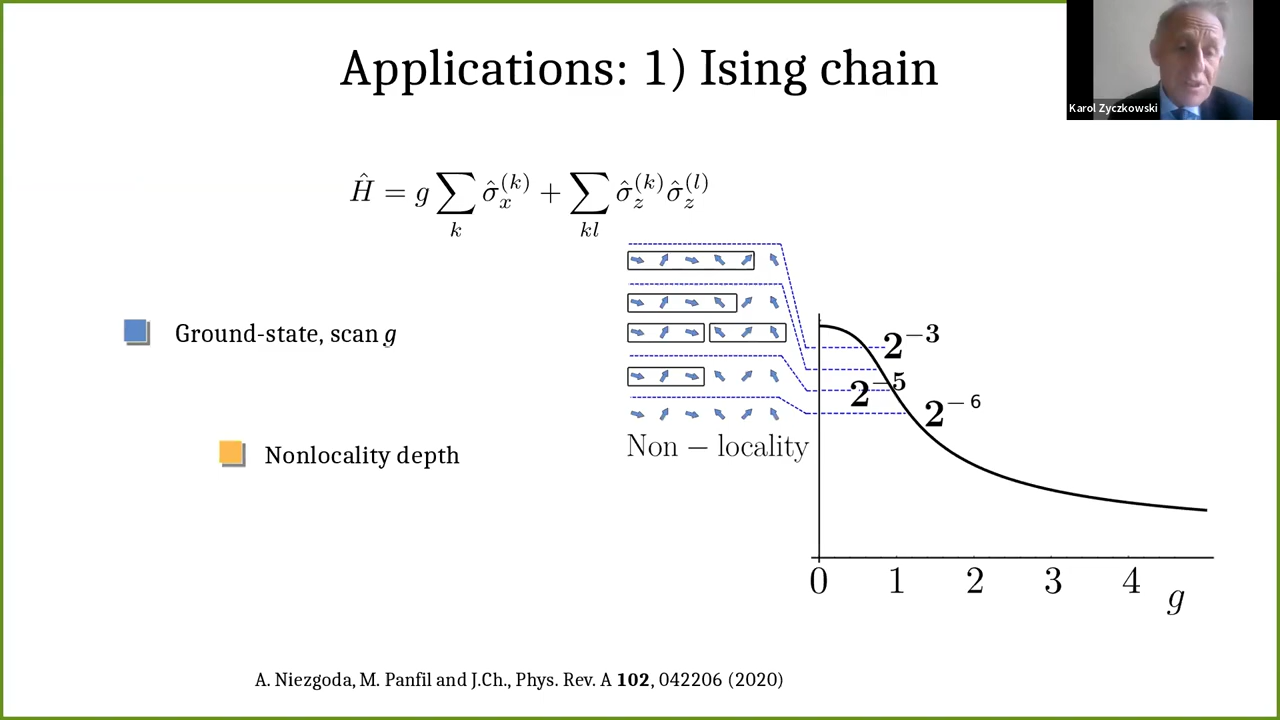 Applications: 1) Ising chain
Karol Zyczkowski
Ĥ = g ∑_k σ̂_x^(k) + ∑_kl σ̂_z^(k) σ̂_z^(l)
Ground-state, scan g
2^−3
2^−5
2^−6
Non – locality
Nonlocality depth
0 1 2 3 4
g
A. Niezgoda, M. Panfil and J.Ch., Phys. Rev. A 102, 042206 (2020)